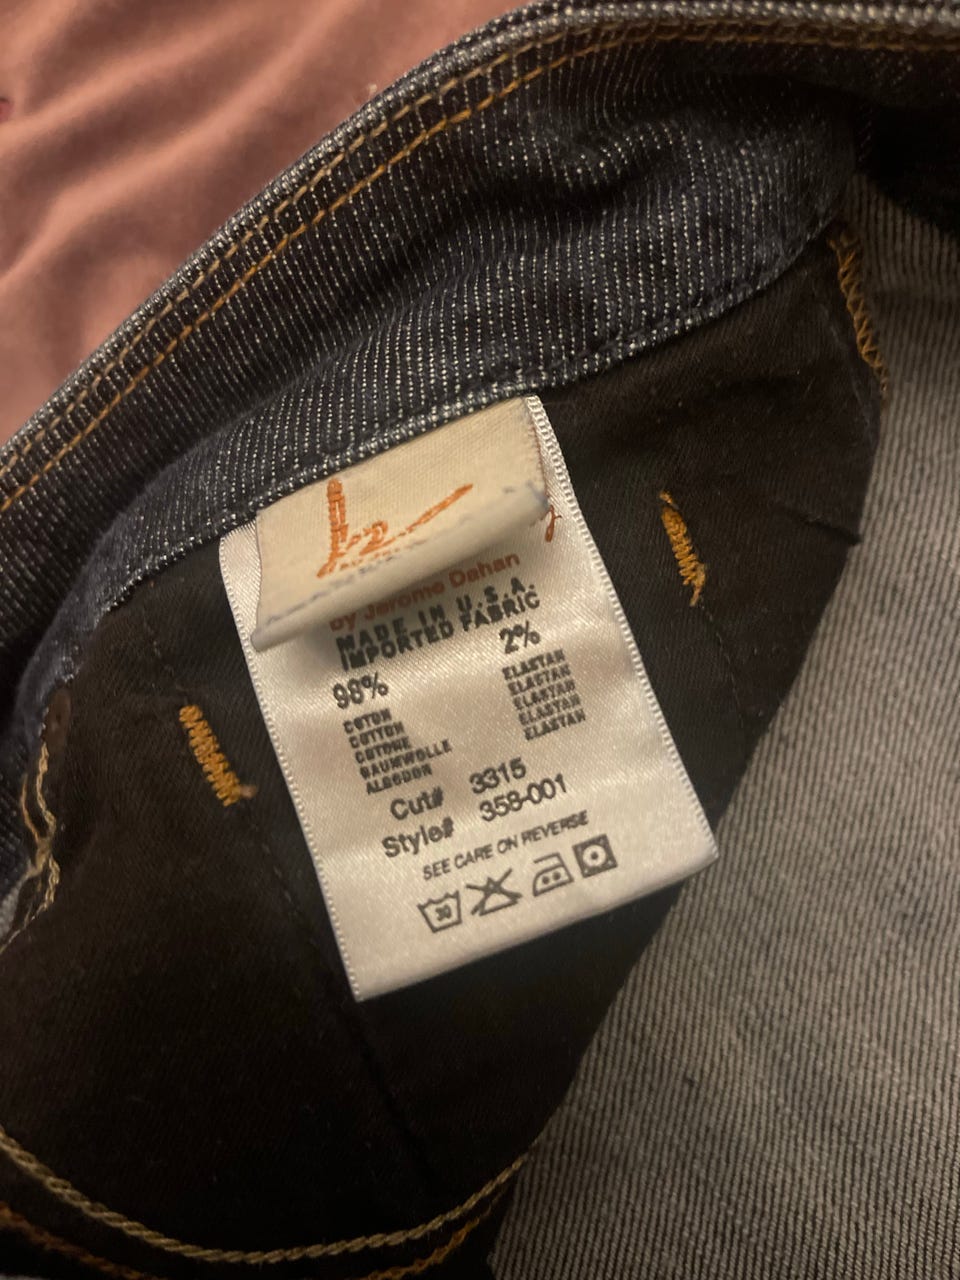 by Jerome Dahan
MADE IN U.S.A.
IMPORTED FABRIC
98% 2%
COTON ELASTAN
COTTON ELASTAN
COTONE ELASTAN
BAUMWOLLE ELASTAN
ALGODON ELASTAN
Cut# 3315
Style# 358-001
SEE CARE ON REVERSE
30